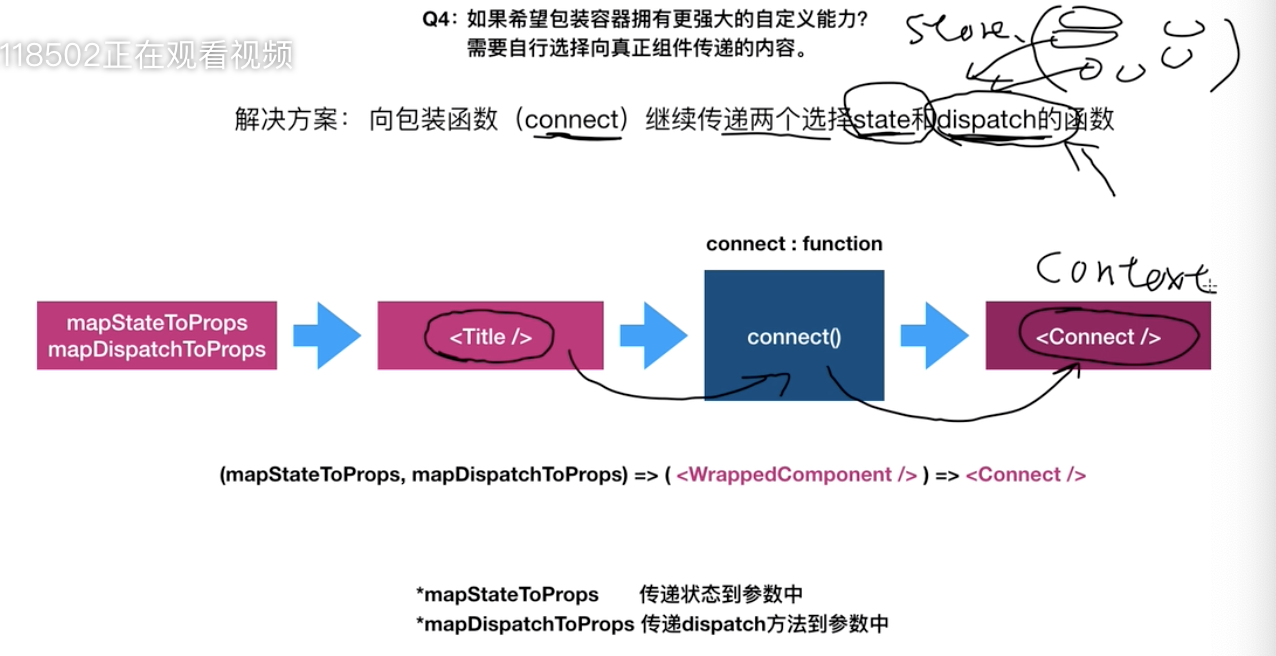 Q4：如果希望包装容器拥有更强大的自定义能力?
需要自行选择向真正组件传递的内容。
118502正在观看视频
store.
解决方案： 向包装函数（connect）继续传递两个选择state和dispatch的函数
connect : function
Context
mapStateToProps
mapDispatchToProps
<Title />
connect()
<Connect />
(mapStateToProps, mapDispatchToProps) => ( <WrappedComponent /> ) => <Connect />
*mapStateToProps 传递状态到参数中
*mapDispatchToProps 传递dispatch方法到参数中